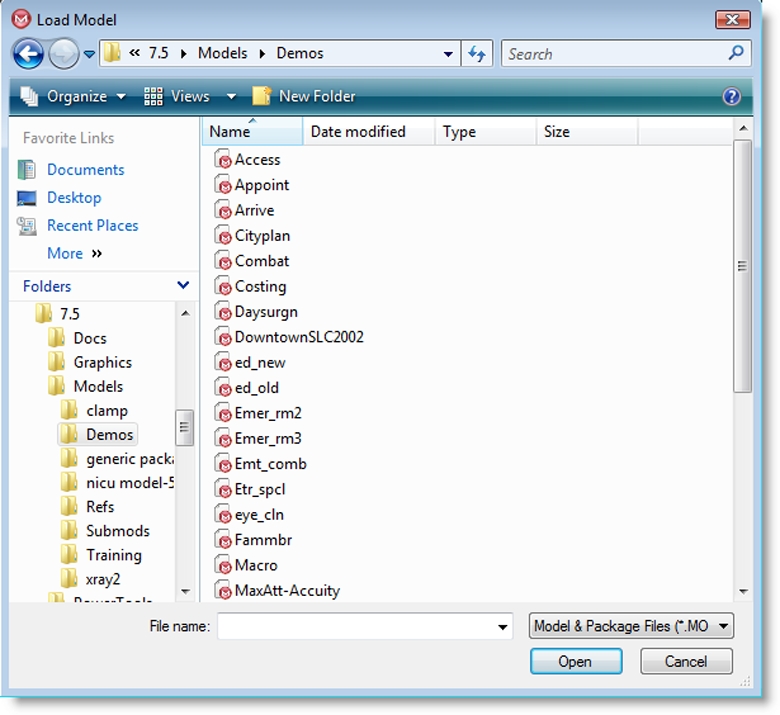 Load Model
« 7.5 ▸ Models ▸ Demos Search
Organize Views New Folder
Favorite Links
Documents
Desktop
Recent Places
More »
Folders
7.5
Docs
Graphics
Models
clamp
Demos
generic packa
nicu model-5
Refs
Submods
Training
xray2
PowerTools
Name Date modified Type Size
Access
Appoint
Arrive
Cityplan
Combat
Costing
Daysurgn
DowntownSLC2002
ed_new
ed_old
Emer_rm2
Emer_rm3
Emt_comb
Etr_spcl
eye_cln
Fammbr
Macro
MaxAtt-Accuity
File name: Model & Package Files (*.MO
Open Cancel